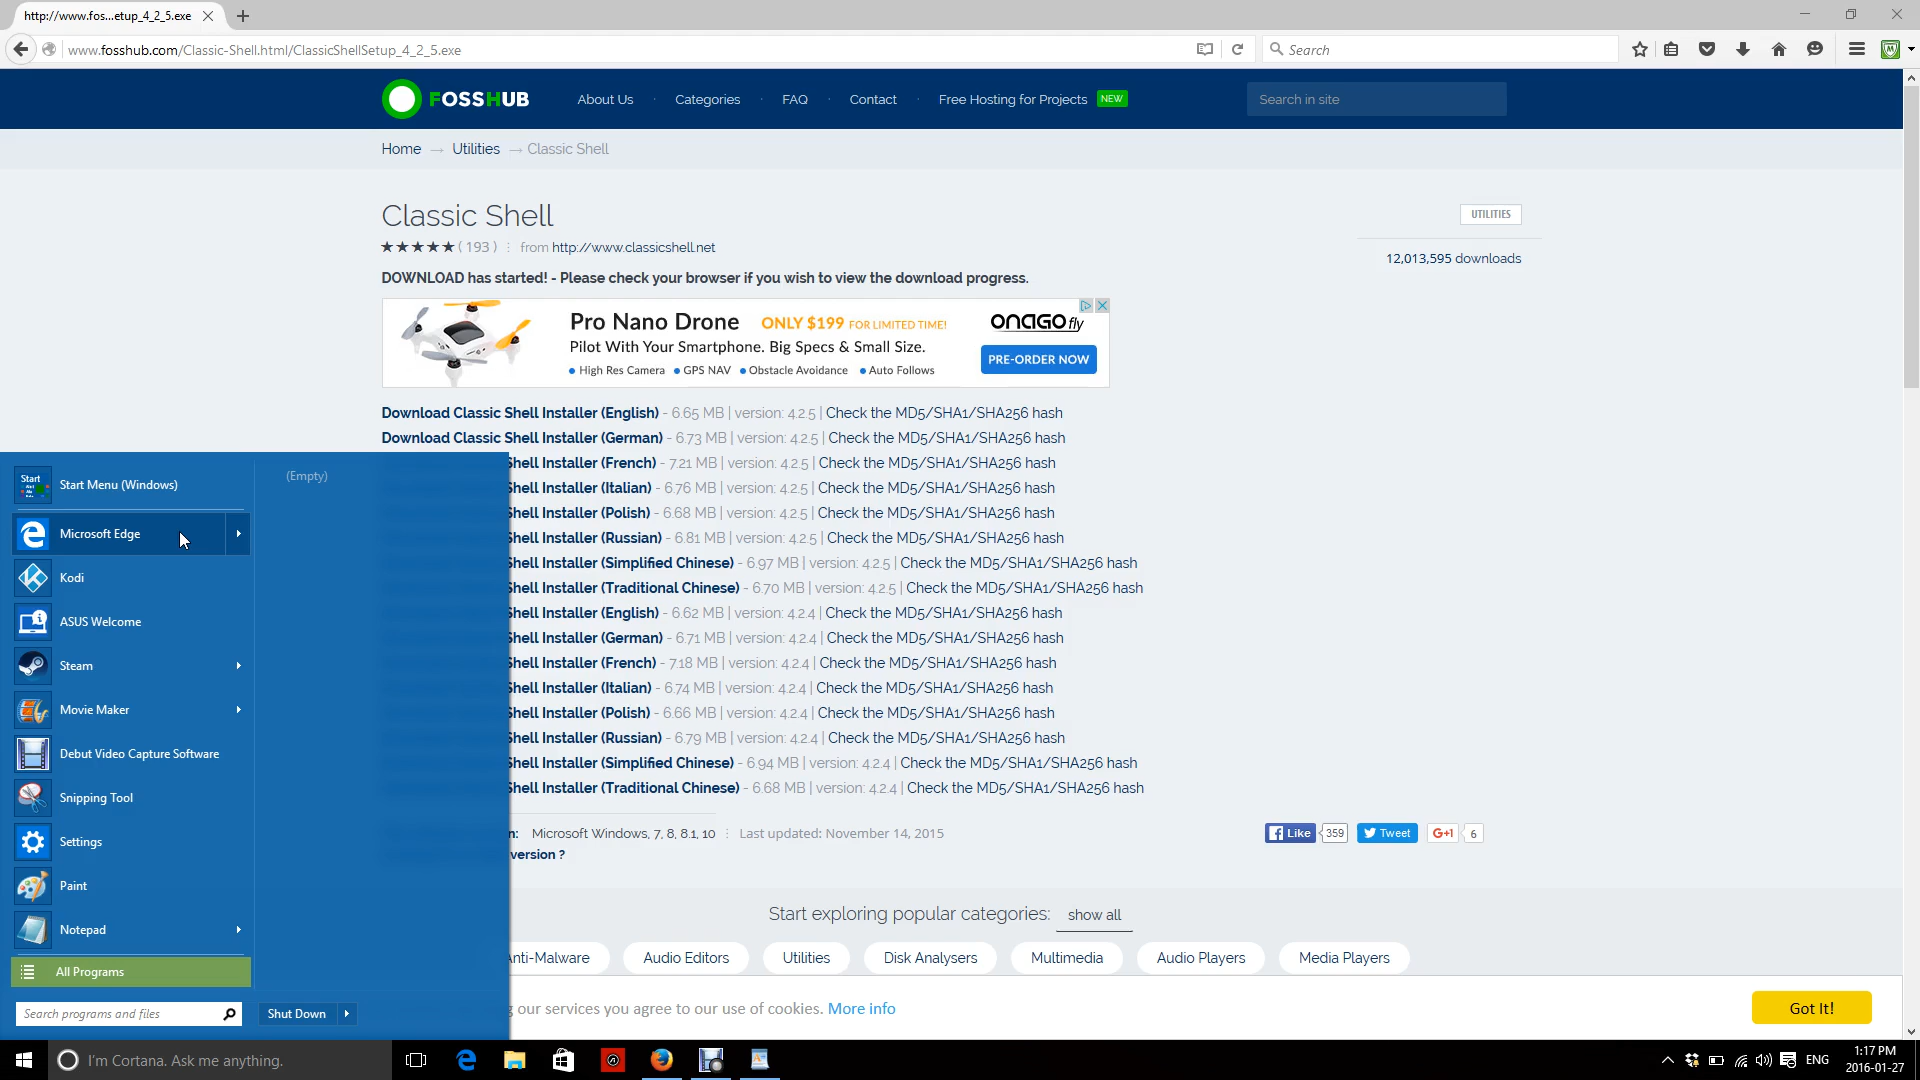 http://www.fos...etup_4_2_5.exe
www.fosshub.com/Classic-Shell.html/ClassicShellSetup_4_2_5.exe
Search
FOSSHUB
About Us
Categories
FAQ
Contact
Free Hosting for Projects NEW
Search in site
Home → Utilities → Classic Shell
Classic Shell
UTILITIES
★★★★★ ( 193 ) from http://www.classicshell.net
12,013,595 downloads
DOWNLOAD has started! - Please check your browser if you wish to view the download progress.
Pro Nano Drone ONLY $199 FOR LIMITED TIME!
Pilot With Your Smartphone. Big Specs & Small Size.
• High Res Camera • GPS NAV • Obstacle Avoidance • Auto Follows
onago fly
PRE-ORDER NOW
Download Classic Shell Installer (English) - 6.65 MB | version: 4.2.5 | Check the MD5/SHA1/SHA256 hash
Download Classic Shell Installer (German) - 6.73 MB | version: 4.2.5 | Check the MD5/SHA1/SHA256 hash
Shell Installer (French) - 7.21 MB | version: 4.2.5 | Check the MD5/SHA1/SHA256 hash
Shell Installer (Italian) - 6.76 MB | version: 4.2.5 | Check the MD5/SHA1/SHA256 hash
Shell Installer (Polish) - 6.68 MB | version: 4.2.5 | Check the MD5/SHA1/SHA256 hash
Shell Installer (Russian) - 6.81 MB | version: 4.2.5 | Check the MD5/SHA1/SHA256 hash
Shell Installer (Simplified Chinese) - 6.97 MB | version: 4.2.5 | Check the MD5/SHA1/SHA256 hash
Shell Installer (Traditional Chinese) - 6.70 MB | version: 4.2.5 | Check the MD5/SHA1/SHA256 hash
Shell Installer (English) - 6.62 MB | version: 4.2.4 | Check the MD5/SHA1/SHA256 hash
Shell Installer (German) - 6.71 MB | version: 4.2.4 | Check the MD5/SHA1/SHA256 hash
Shell Installer (French) - 7.18 MB | version: 4.2.4 | Check the MD5/SHA1/SHA256 hash
Shell Installer (Italian) - 6.74 MB | version: 4.2.4 | Check the MD5/SHA1/SHA256 hash
Shell Installer (Polish) - 6.66 MB | version: 4.2.4 | Check the MD5/SHA1/SHA256 hash
Shell Installer (Russian) - 6.79 MB | version: 4.2.4 | Check the MD5/SHA1/SHA256 hash
Shell Installer (Simplified Chinese) - 6.94 MB | version: 4.2.4 | Check the MD5/SHA1/SHA256 hash
Shell Installer (Traditional Chinese) - 6.68 MB | version: 4.2.4 | Check the MD5/SHA1/SHA256 hash
n: Microsoft Windows, 7, 8, 8.1, 10 Last updated: November 14, 2015
version ?
Like 359
Tweet
G+1 6
Start exploring popular categories: show all
Anti-Malware
Audio Editors
Utilities
Disk Analysers
Multimedia
Audio Players
Media Players
g our services you agree to our use of cookies. More info
Got It!
Start
Start Menu (Windows)
(Empty)
Microsoft Edge
Kodi
ASUS Welcome
Steam
Movie Maker
Debut Video Capture Software
Snipping Tool
Settings
Paint
Notepad
All Programs
Search programs and files
Shut Down
I'm Cortana. Ask me anything.
ENG
1:17 PM
2016-01-27